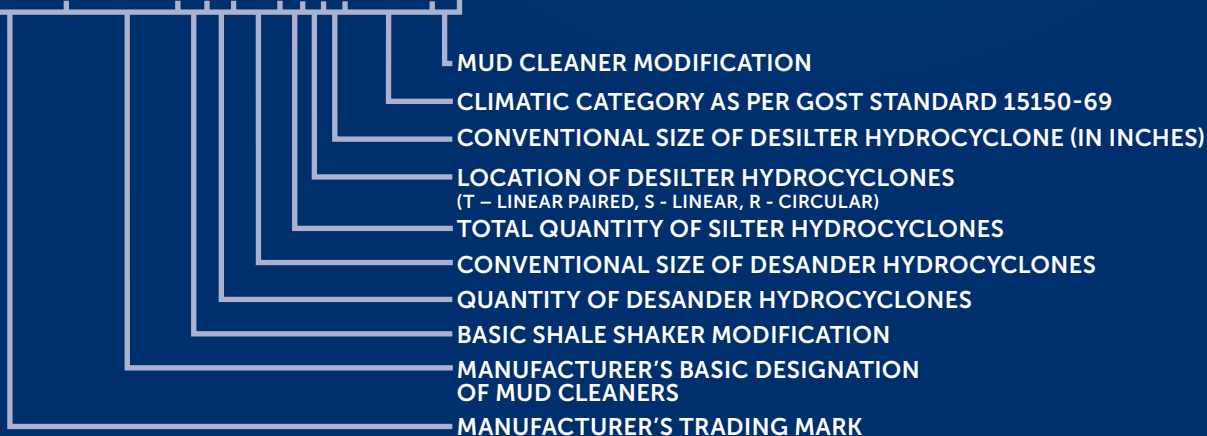 MUD CLEANER MODIFICATION
CLIMATIC CATEGORY AS PER GOST STANDARD 15150-69
CONVENTIONAL SIZE OF DESILTER HYDROCYCLONE (IN INCHES)
LOCATION OF DESILTER HYDROCYCLONES
(T – LINEAR PAIRED, S - LINEAR, R - CIRCULAR)
TOTAL QUANTITY OF SILTER HYDROCYCLONES
CONVENTIONAL SIZE OF DESANDER HYDROCYCLONES
QUANTITY OF DESANDER HYDROCYCLONES
BASIC SHALE SHAKER MODIFICATION
MANUFACTURER'S BASIC DESIGNATION
OF MUD CLEANERS
MANUFACTURER'S TRADING MARK